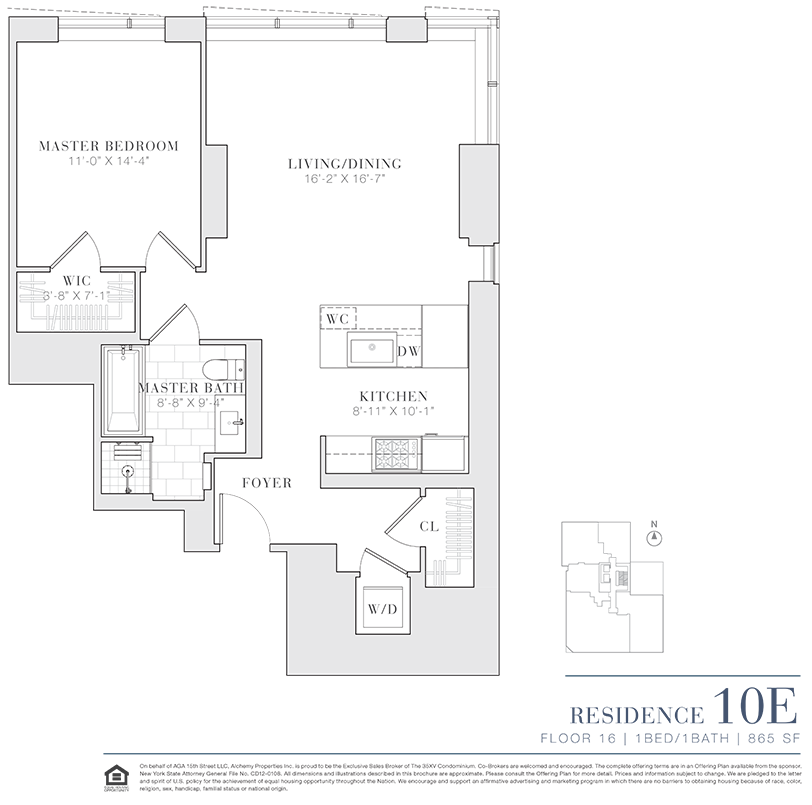 MASTER BEDROOM
11'-0" X 14'-4"
LIVING/DINING
16'-2" X 16'-7"
WIC
3'-8" X 7'-1"
WC
DW
MASTER BATH
8'-8" X 9'-4"
KITCHEN
8'-11" X 10'-1"
FOYER
CL
W/D
N
RESIDENCE 10E
FLOOR 16 | 1BED/1BATH | 865 SF
On behalf of AGA 15th Street LLC, Alchemy Properties Inc. is proud to be the Exclusive Sales Broker of The 35XV Condominium. Co-Brokers are welcomed and encouraged. The complete offering terms are in an Offering Plan available from the sponsor.
New York State Attorney General File No. CD12-0108. All dimensions and illustrations described in this brochure are approximate. Please consult the Offering Plan for more detail. Prices and information subject to change. We are pledged to the letter
and spirit of U.S. policy for the achievement of equal housing opportunity throughout the Nation. We encourage and support an affirmative advertising and marketing program in which there are no barriers to obtaining housing because of race, color,
religion, sex, handicap, familial status or national origin.
EQUAL HOUSING
OPPORTUNITY